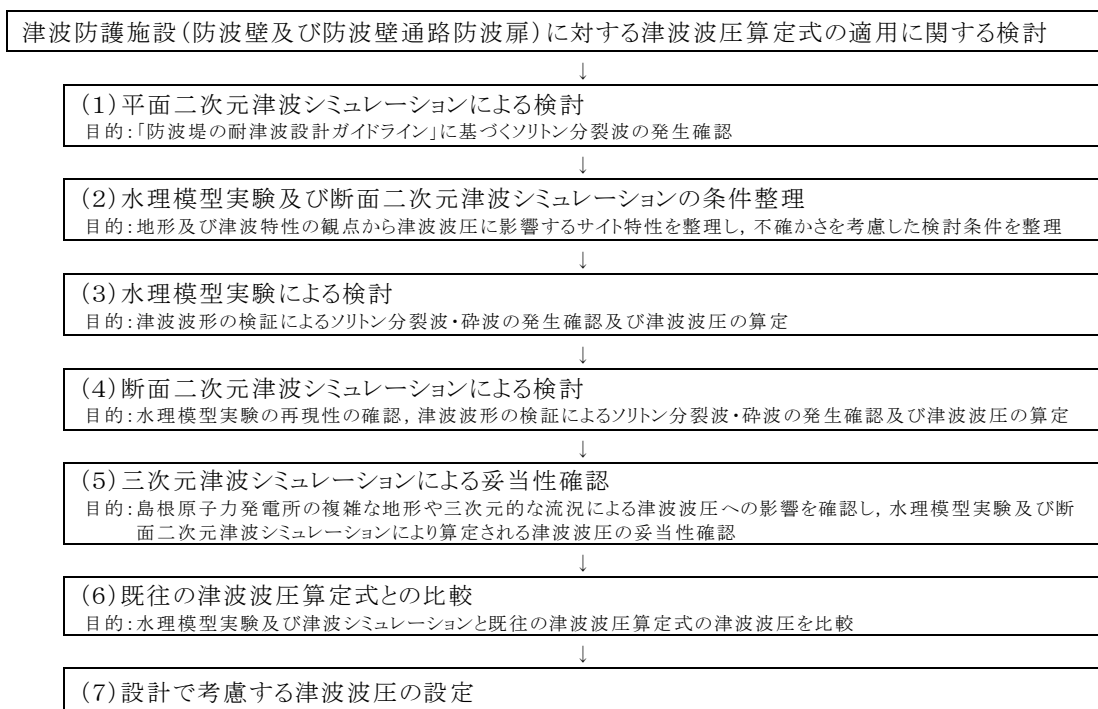 津波防護施設(防波壁及び防波壁通路防波扉)に対する津波波圧算定式の適用に関する検討
↓
(1)平面二次元津波シミュレーションによる検討
目的:「防波堤の耐津波設計ガイドライン」に基づくソリトン分裂波の発生確認
↓
(2)水理模型実験及び断面二次元津波シミュレーションの条件整理
目的:地形及び津波特性の観点から津波波圧に影響するサイト特性を整理し,不確かさを考慮した検討条件を整理
↓
(3)水理模型実験による検討
目的:津波波形の検証によるソリトン分裂波・砕波の発生確認及び津波波圧の算定
↓
(4)断面二次元津波シミュレーションによる検討
目的:水理模型実験の再現性の確認,津波波形の検証によるソリトン分裂波・砕波の発生確認及び津波波圧の算定
↓
(5)三次元津波シミュレーションによる妥当性確認
目的:島根原子力発電所の複雑な地形や三次元的な流況による津波波圧への影響を確認し,水理模型実験及び断
面二次元津波シミュレーションにより算定される津波波圧の妥当性確認
↓
(6)既往の津波波圧算定式との比較
目的:水理模型実験及び津波シミュレーションと既往の津波波圧算定式の津波波圧を比較
↓
(7)設計で考慮する津波波圧の設定